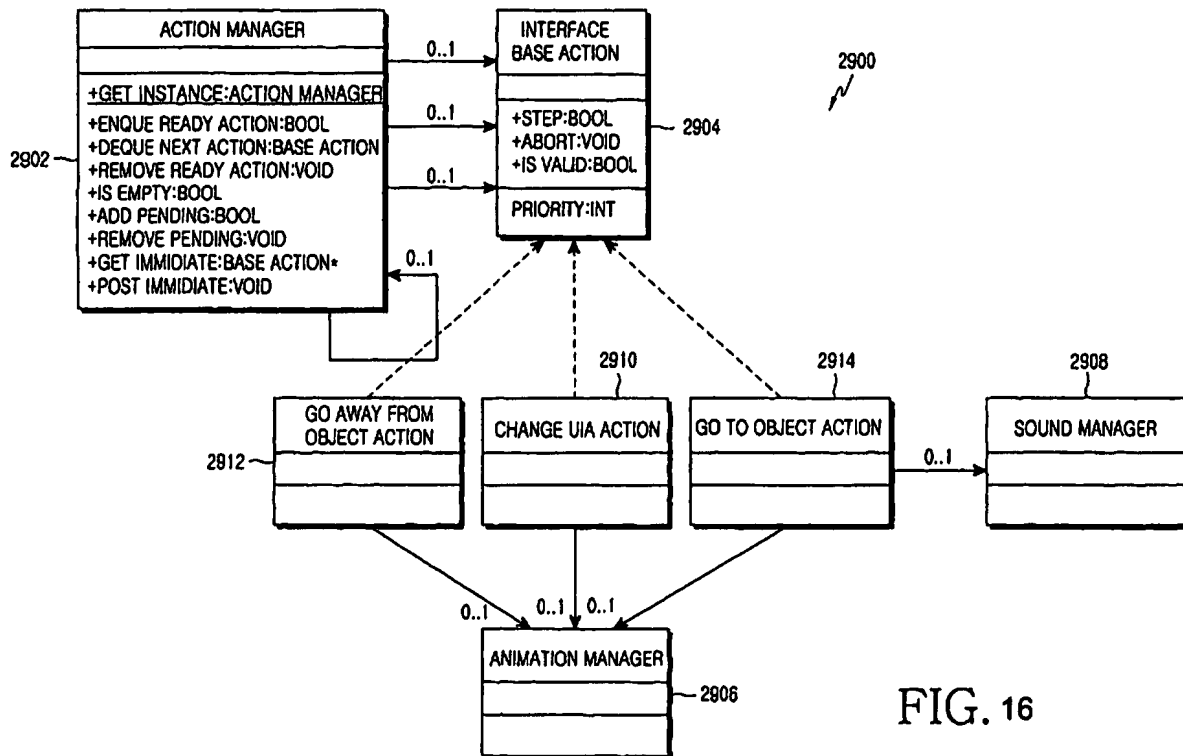 ACTION MANAGER
+GET INSTANCE:ACTION MANAGER
+ENQUE READY ACTION:BOOL
+DEQUE NEXT ACTION:BASE ACTION
+REMOVE READY ACTION:VOID
+IS EMPTY:BOOL
+ADD PENDING:BOOL
+REMOVE PENDING:VOID
+GET IMMIDIATE:BASE ACTION*
+POST IMMIDIATE:VOID
2902
0..1
0..1
0..1
0..1
INTERFACE
BASE ACTION
+STEP:BOOL
+ABORT:VOID
+IS VALID:BOOL
PRIORITY:INT
2904
2900
GO AWAY FROM
OBJECT ACTION
2912
2910
CHANGE UIA ACTION
2914
GO TO OBJECT ACTION
0..1
2908
SOUND MANAGER
0..1
0..1
0..1
ANIMATION MANAGER
2906
FIG. 16